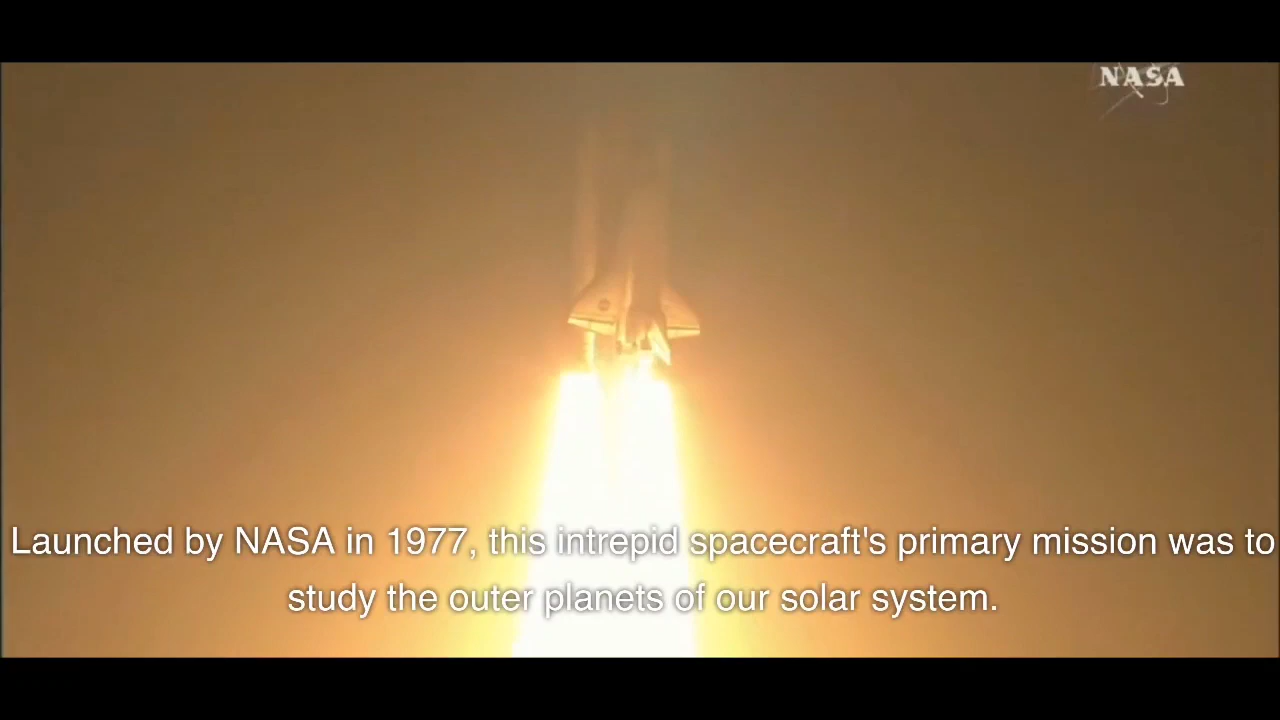 NASA
Launched by NASA in 1977, this intrepid spacecraft's primary mission was to
study the outer planets of our solar system.